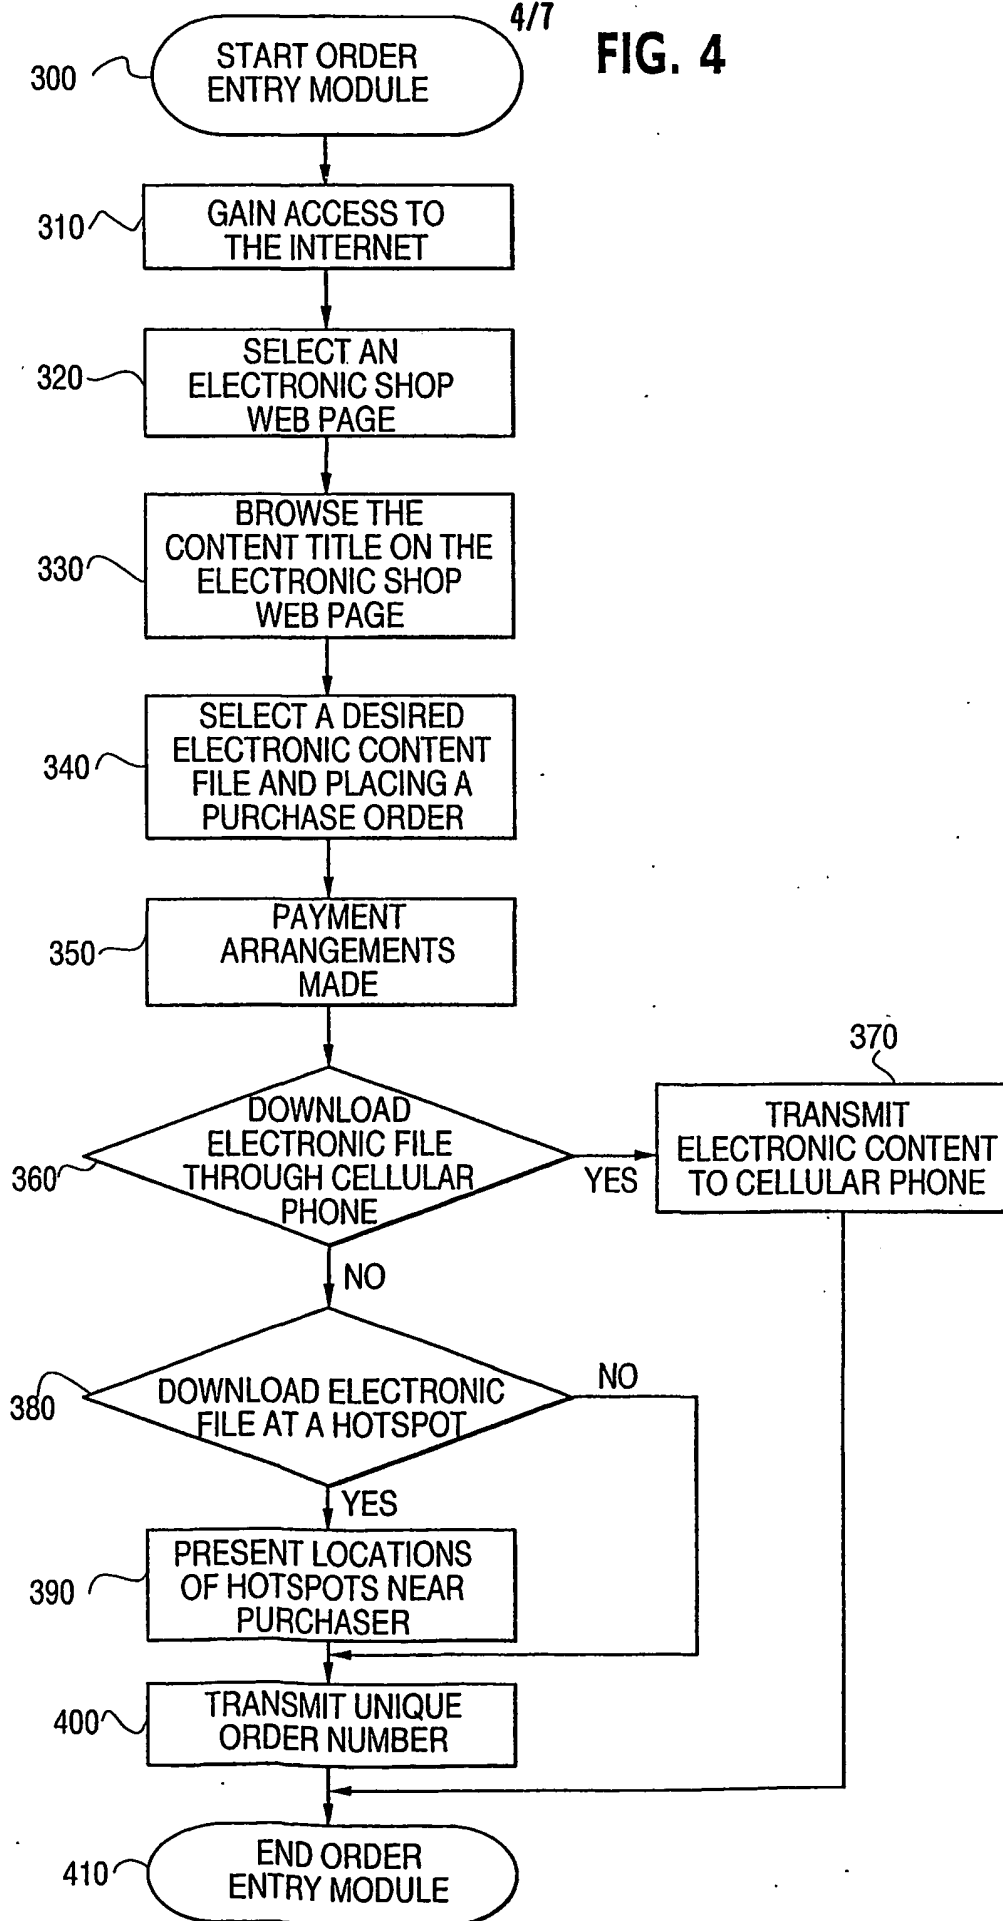 4/7
FIG. 4
300
START ORDER
ENTRY MODULE
310
GAIN ACCESS TO
THE INTERNET
320
SELECT AN
ELECTRONIC SHOP
WEB PAGE
330
BROWSE THE
CONTENT TITLE ON THE
ELECTRONIC SHOP
WEB PAGE
340
SELECT A DESIRED
ELECTRONIC CONTENT
FILE AND PLACING A
PURCHASE ORDER
350
PAYMENT
ARRANGEMENTS
MADE
360
DOWNLOAD
ELECTRONIC FILE
THROUGH CELLULAR
PHONE
YES
370
TRANSMIT
ELECTRONIC CONTENT
TO CELLULAR PHONE
NO
380
DOWNLOAD ELECTRONIC
FILE AT A HOTSPOT
NO
YES
390
PRESENT LOCATIONS
OF HOTSPOTS NEAR
PURCHASER
400
TRANSMIT UNIQUE
ORDER NUMBER
410
END ORDER
ENTRY MODULE